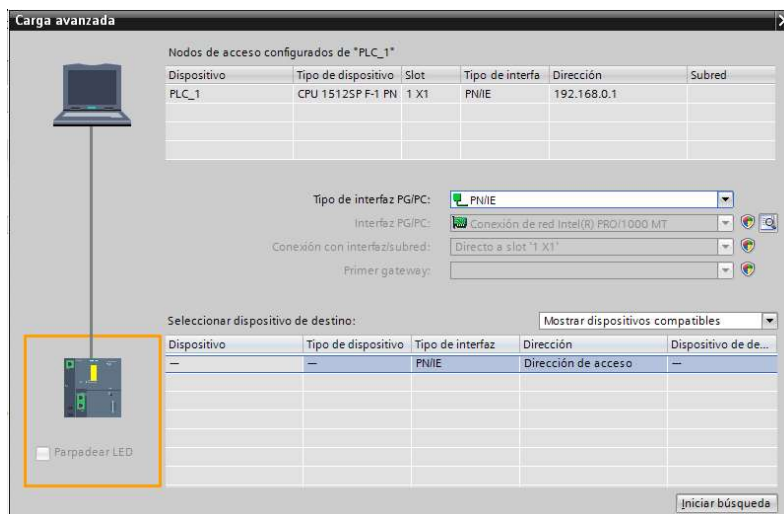 Carga avanzada
Nodos de acceso configurados de "PLC_1"
Dispositivo Tipo de dispositivo Slot Tipo de interfa Dirección Subred
PLC_1 CPU 1512SP F-1 PN 1 X1 PN/IE 192.168.0.1
Tipo de interfaz PG/PC: PN/IE
Interfaz PG/PC: Conexión de red Intel(R) PRO/1000 MT
Conexión con interfaz/subred: Directo a slot '1 X1'
Primer gateway:
Seleccionar dispositivo de destino: Mostrar dispositivos compatibles
Dispositivo Tipo de dispositivo Tipo de interfaz Dirección Dispositivo de de...
— — PN/IE Dirección de acceso —
Parpadear LED
Iniciar búsqueda